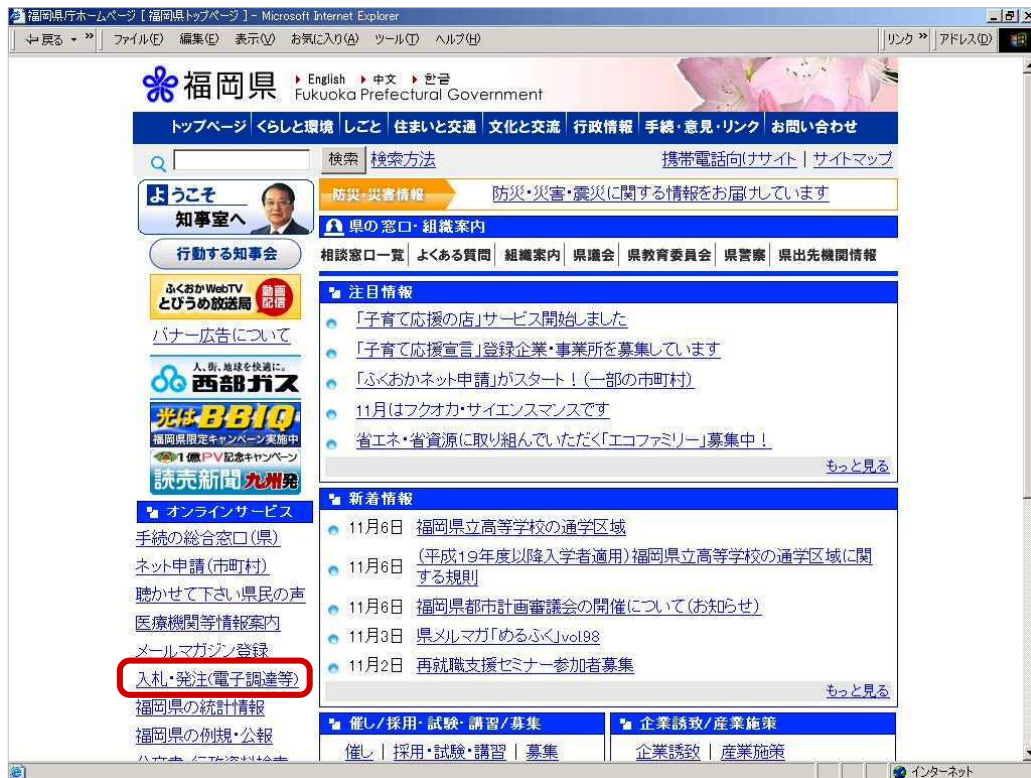 福岡県庁ホームページ [ 福岡県トップページ ] - Microsoft Internet Explorer
戻る ファイル(F) 編集(E) 表示(V) お気に入り(A) ツール(T) ヘルプ(H) リンク アドレス(D)
福岡県 English 中文 한글
Fukuoka Prefectural Government
トップページ くらしと環境 しごと 住まいと交通 文化と交流 行政情報 手続・意見・リンク お問い合わせ
検索 検索方法 携帯電話向けサイト | サイトマップ
ようこそ
知事室へ
行動する知事会
ふくおかWebTV
とびうめ放送局 動画配信
バナー広告について
人、街、地球を快適に。
西部ガス
光はBBIQ
福岡県限定キャンペーン実施中
1億PV記念キャンペーン
読売新聞 九州発
オンラインサービス
手続の総合窓口(県)
ネット申請(市町村)
聴かせて下さい県民の声
医療機関等情報案内
メールマガジン登録
入札・発注(電子調達等)
福岡県の統計情報
福岡県の例規・公報
防災・災害情報 防災・災害・震災に関する情報をお届けしています
県の窓口・組織案内
相談窓口一覧 よくある質問 組織案内 県議会 県教育委員会 県警察 県出先機関情報
注目情報
「子育て応援の店」サービス開始しました
「子育て応援宣言」登録企業・事業所を募集しています
「ふくおかネット申請」がスタート！(一部の市町村)
11月はフクオカ・サイエンスマンスです
省エネ・省資源に取り組んでいただく「エコファミリー」募集中！
もっと見る
新着情報
11月6日 福岡県立高等学校の通学区域
11月6日 (平成19年度以降入学者適用)福岡県立高等学校の通学区域に関
する規則
11月6日 福岡県都市計画審議会の開催について(お知らせ)
11月3日 県メルマガ「めるふく」vol98
11月2日 再就職支援セミナー参加者募集
もっと見る
催し/採用・試験・講習/募集
催し | 採用・試験・講習 | 募集
企業誘致/産業施策
企業誘致 | 産業施策
インターネット